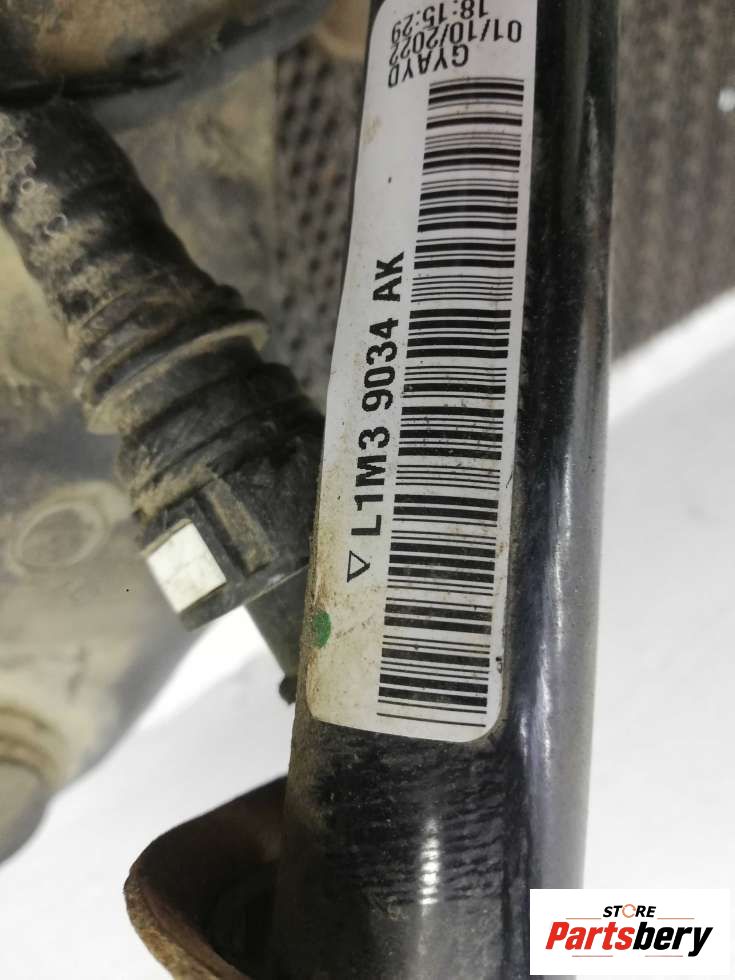 GYAYD
01/10/2022
18:15:29
L1M3 9034 AK
STORE
Partsbery